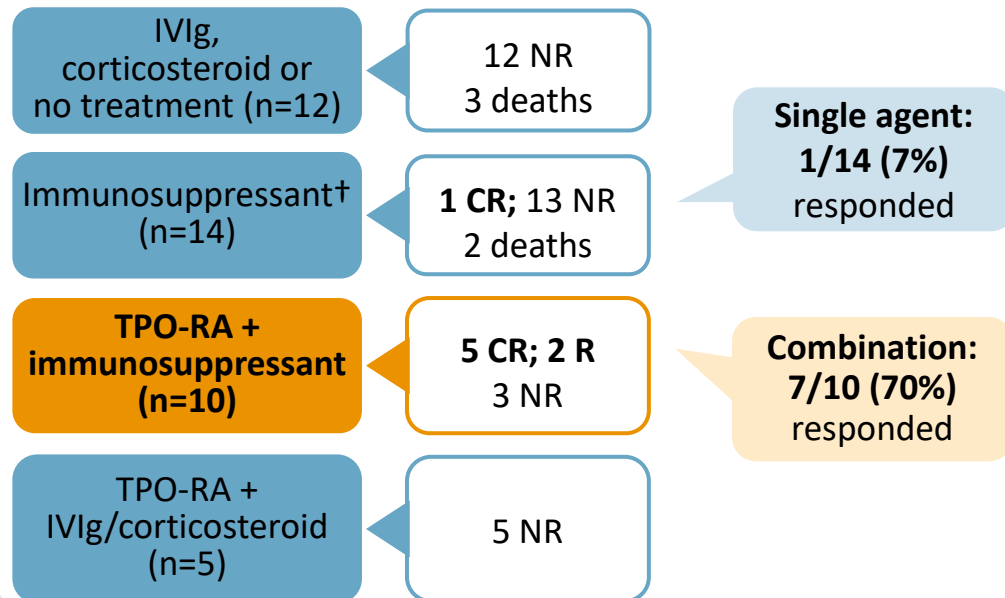 IVIg,
corticosteroid or
no treatment (n=12)
12 NR
3 deaths
Immunosuppressant†
(n=14)
1 CR; 13 NR
2 deaths
Single agent:
1/14 (7%)
responded
TPO-RA +
immunosuppressant
(n=10)
5 CR; 2 R
3 NR
Combination:
7/10 (70%)
responded
TPO-RA +
IVIg/corticosteroid
(n=5)
5 NR